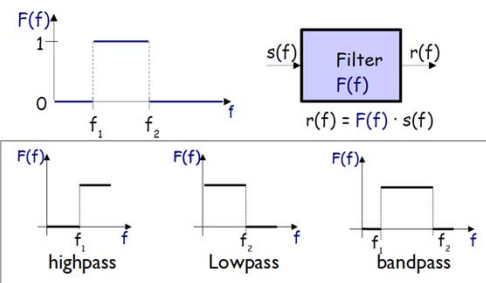 F(f)
1
0
f₁ f₂ f
s(f) Filter r(f)
F(f)
r(f) = F(f) · s(f)
F(f) F(f) F(f)
f₁ f f₂ f f₁ f₂ f
highpass Lowpass bandpass